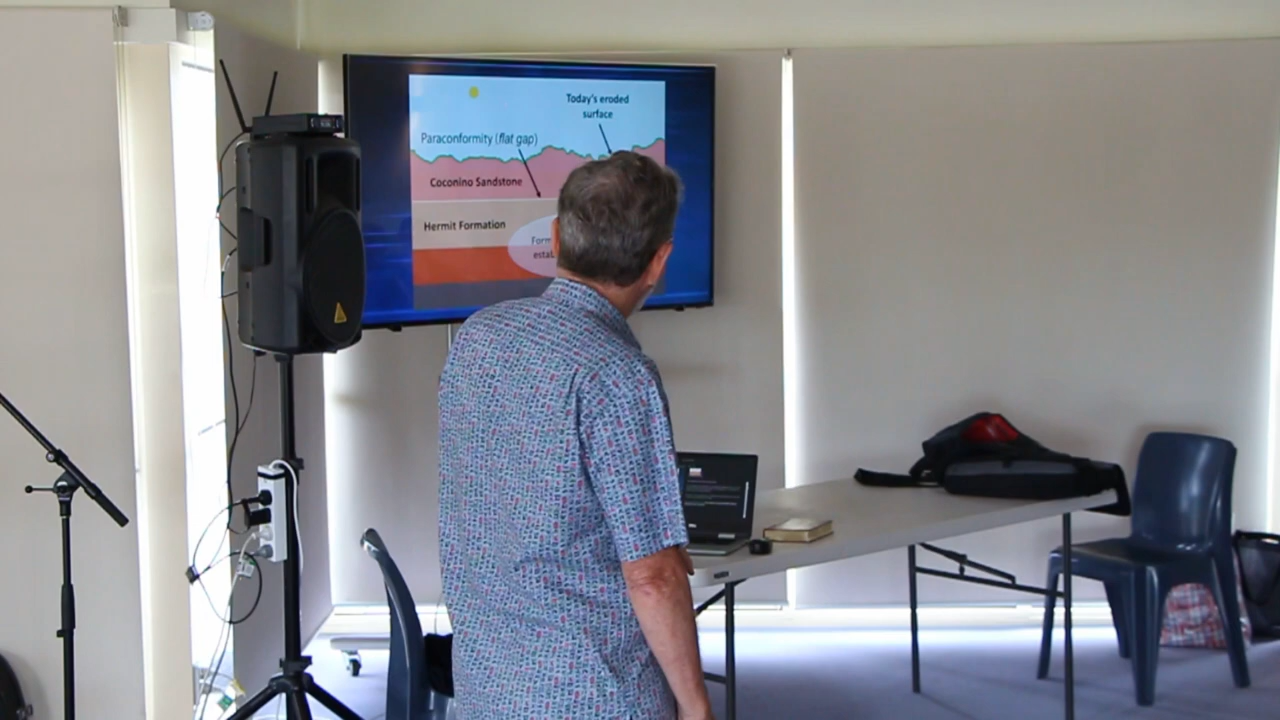 Today's eroded
surface
Paraconformity (flat gap)
Coconino Sandstone
Hermit Formation